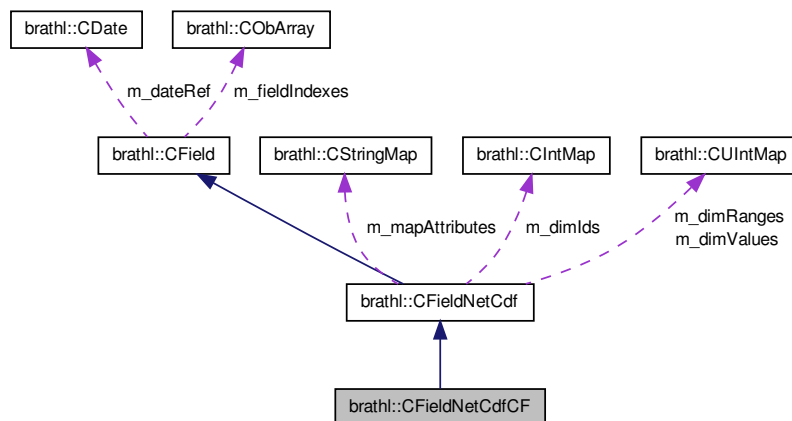 brathl::CDate
brathl::CObArray
m_dateRef
m_fieldIndexes
brathl::CField
brathl::CStringMap
brathl::CIntMap
brathl::CUIntMap
m_mapAttributes
m_dimIds
m_dimRanges
m_dimValues
brathl::CFieldNetCdf
brathl::CFieldNetCdfCF